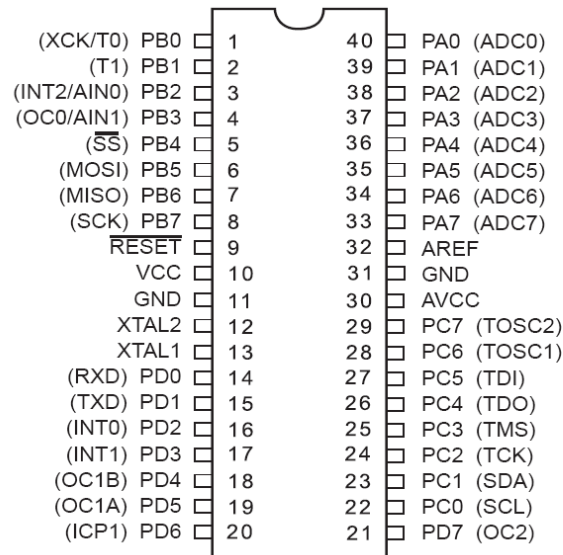 (XCK/T0) PB0 1 40 PA0 (ADC0)
(T1) PB1 2 39 PA1 (ADC1)
(INT2/AIN0) PB2 3 38 PA2 (ADC2)
(OC0/AIN1) PB3 4 37 PA3 (ADC3)
(SS) PB4 5 36 PA4 (ADC4)
(MOSI) PB5 6 35 PA5 (ADC5)
(MISO) PB6 7 34 PA6 (ADC6)
(SCK) PB7 8 33 PA7 (ADC7)
RESET 9 32 AREF
VCC 10 31 GND
GND 11 30 AVCC
XTAL2 12 29 PC7 (TOSC2)
XTAL1 13 28 PC6 (TOSC1)
(RXD) PD0 14 27 PC5 (TDI)
(TXD) PD1 15 26 PC4 (TDO)
(INT0) PD2 16 25 PC3 (TMS)
(INT1) PD3 17 24 PC2 (TCK)
(OC1B) PD4 18 23 PC1 (SDA)
(OC1A) PD5 19 22 PC0 (SCL)
(ICP1) PD6 20 21 PD7 (OC2)